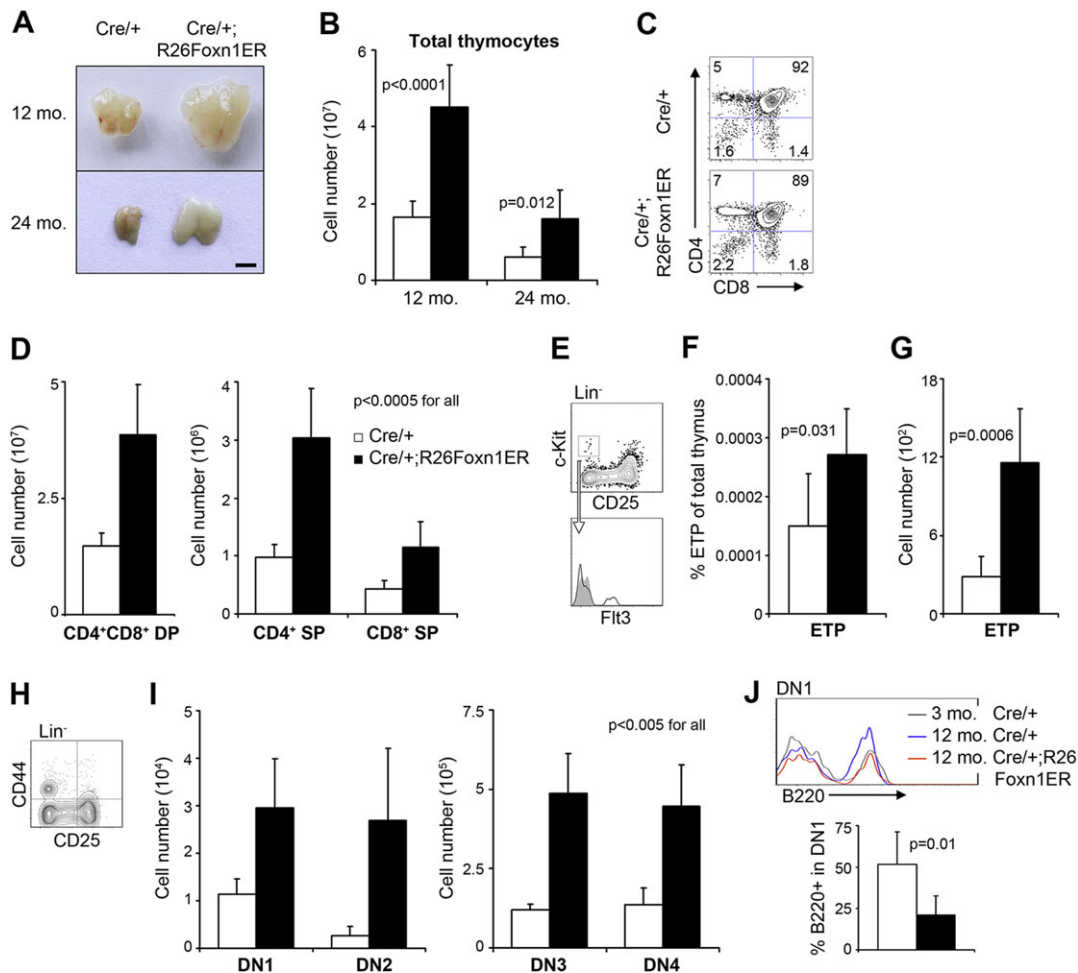 A
Cre/+
Cre/+;
R26Foxn1ER
12 mo.
24 mo.
B
Total thymocytes
Cell number (10⁷)
6
4
2
0
p<0.0001
p=0.012
12 mo.
24 mo.
C
Cre/+
5
92
1.6
1.4
Cre/+;
R26Foxn1ER
7
89
2.2
1.8
CD4
CD8
D
Cell number (10⁷)
5
2.5
0
CD4⁺CD8⁺ DP
Cell number (10⁶)
4
3
2
1
0
p<0.0005 for all
Cre/+
Cre/+;R26Foxn1ER
CD4⁺ SP
CD8⁺ SP
E
Lin⁻
c-Kit
CD25
Flt3
F
% ETP of total thymus
0.0004
0.0003
0.0002
0.0001
0
p=0.031
ETP
G
Cell number (10²)
18
12
6
0
p=0.0006
ETP
H
Lin⁻
CD44
CD25
I
Cell number (10⁴)
5
4
3
2
1
0
DN1
DN2
Cell number (10⁵)
7.5
5
2.5
0
p<0.005 for all
DN3
DN4
J
DN1
3 mo. Cre/+
12 mo. Cre/+
12 mo. Cre/+;R26
Foxn1ER
B220
% B220+ in DN1
75
50
25
0
p=0.01